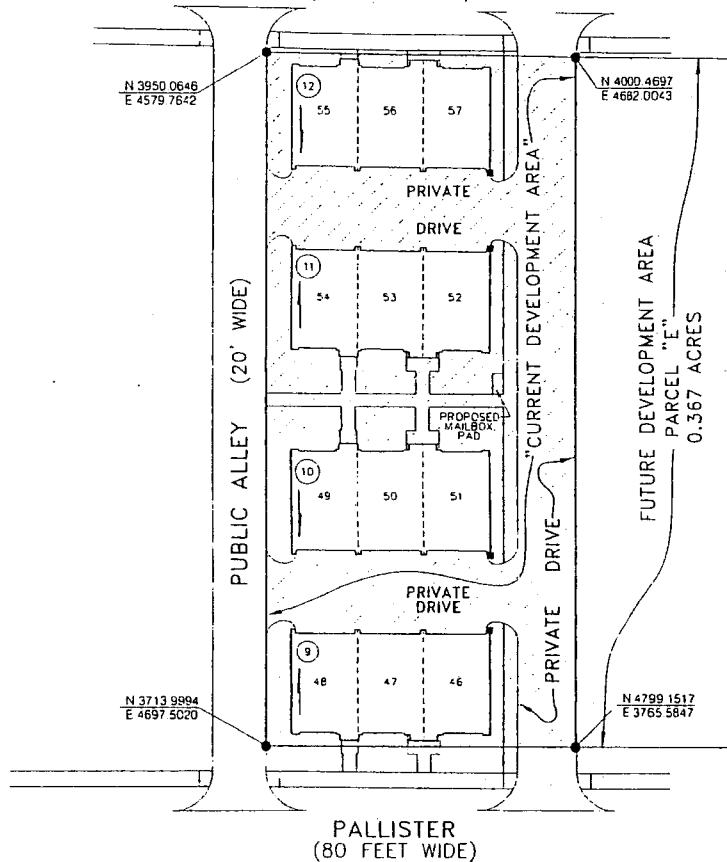 N 3950.0646
E 4579.7642
N 4000.4697
E 4682.0043
12
55 56 57
PRIVATE
DRIVE
11
54 53 52
PROPOSED
MAILBOX
PAD
10
49 50 51
PRIVATE
DRIVE
9
48 47 46
PUBLIC ALLEY (20' WIDE)
"CURRENT DEVELOPMENT AREA"
PRIVATE DRIVE
FUTURE DEVELOPMENT AREA
PARCEL "E"
0.367 ACRES
N 3713.9994
E 4697.5020
N 4799.1517
E 3765.5847
PALLISTER
(80 FEET WIDE)